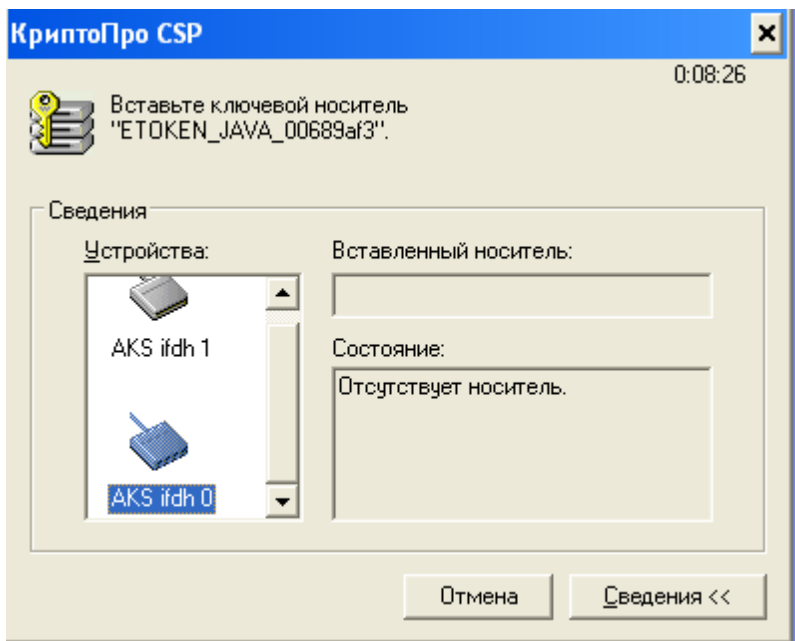 КриптоПро CSP
0:08:26
Вставьте ключевой носитель
"ETOKEN_JAVA_00689af3".
Сведения
Устройства:
Вставленный носитель:
AKS ifdh 1
Состояние:
Отсутствует носитель.
AKS ifdh 0
Отмена
Сведения <<